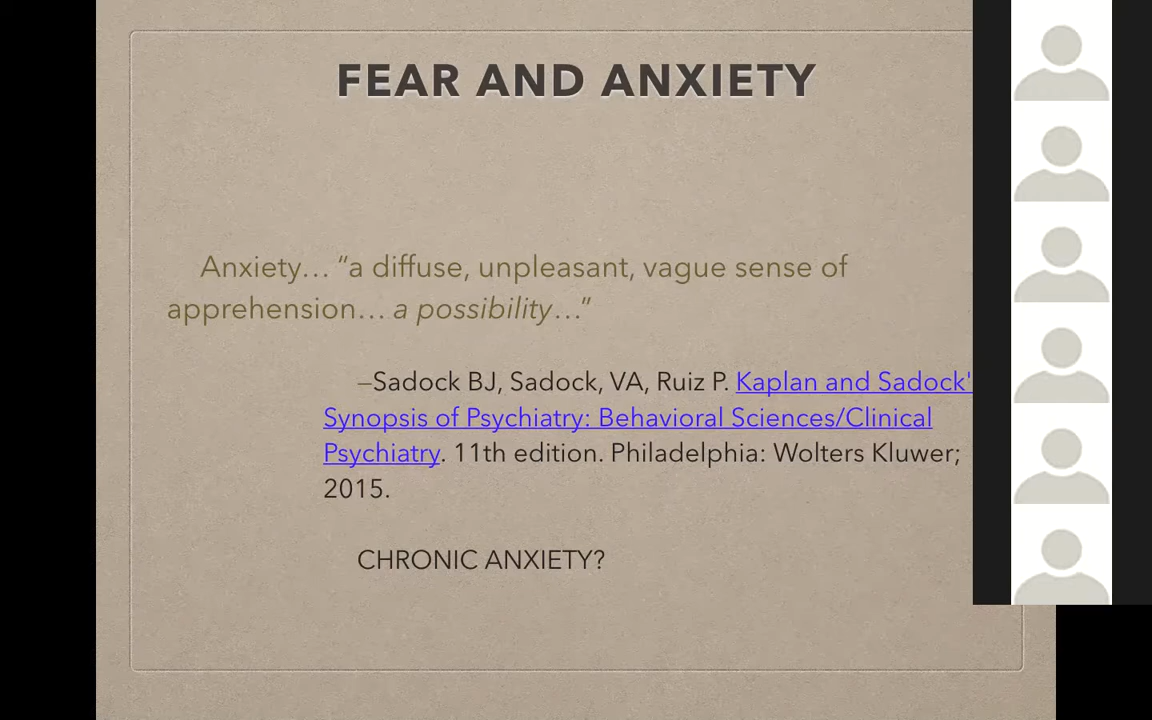 FEAR AND ANXIETY
Anxiety… “a diffuse, unpleasant, vague sense of
apprehension… a possibility…”
–Sadock BJ, Sadock, VA, Ruiz P. Kaplan and Sadock'
Synopsis of Psychiatry: Behavioral Sciences/Clinical
Psychiatry. 11th edition. Philadelphia: Wolters Kluwer;
2015.
CHRONIC ANXIETY?